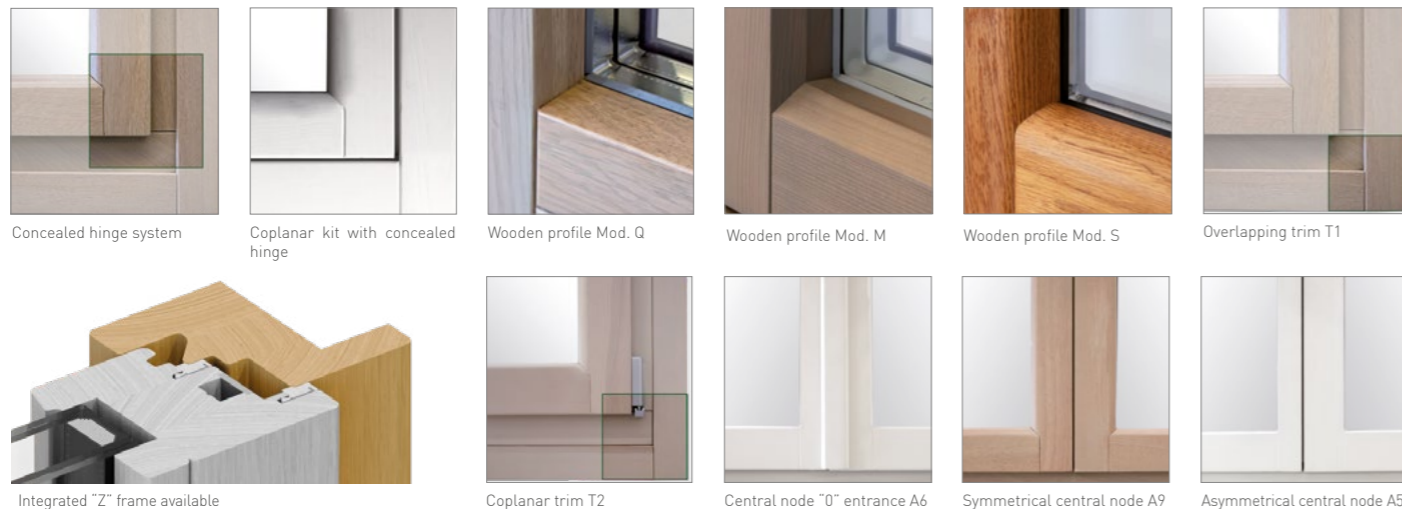 Concealed hinge system
Coplanar kit with concealed
hinge
Wooden profile Mod. Q
Wooden profile Mod. M
Wooden profile Mod. S
Overlapping trim T1
Integrated “Z” frame available
Coplanar trim T2
Central node “0” entrance A6
Symmetrical central node A9
Asymmetrical central node A5